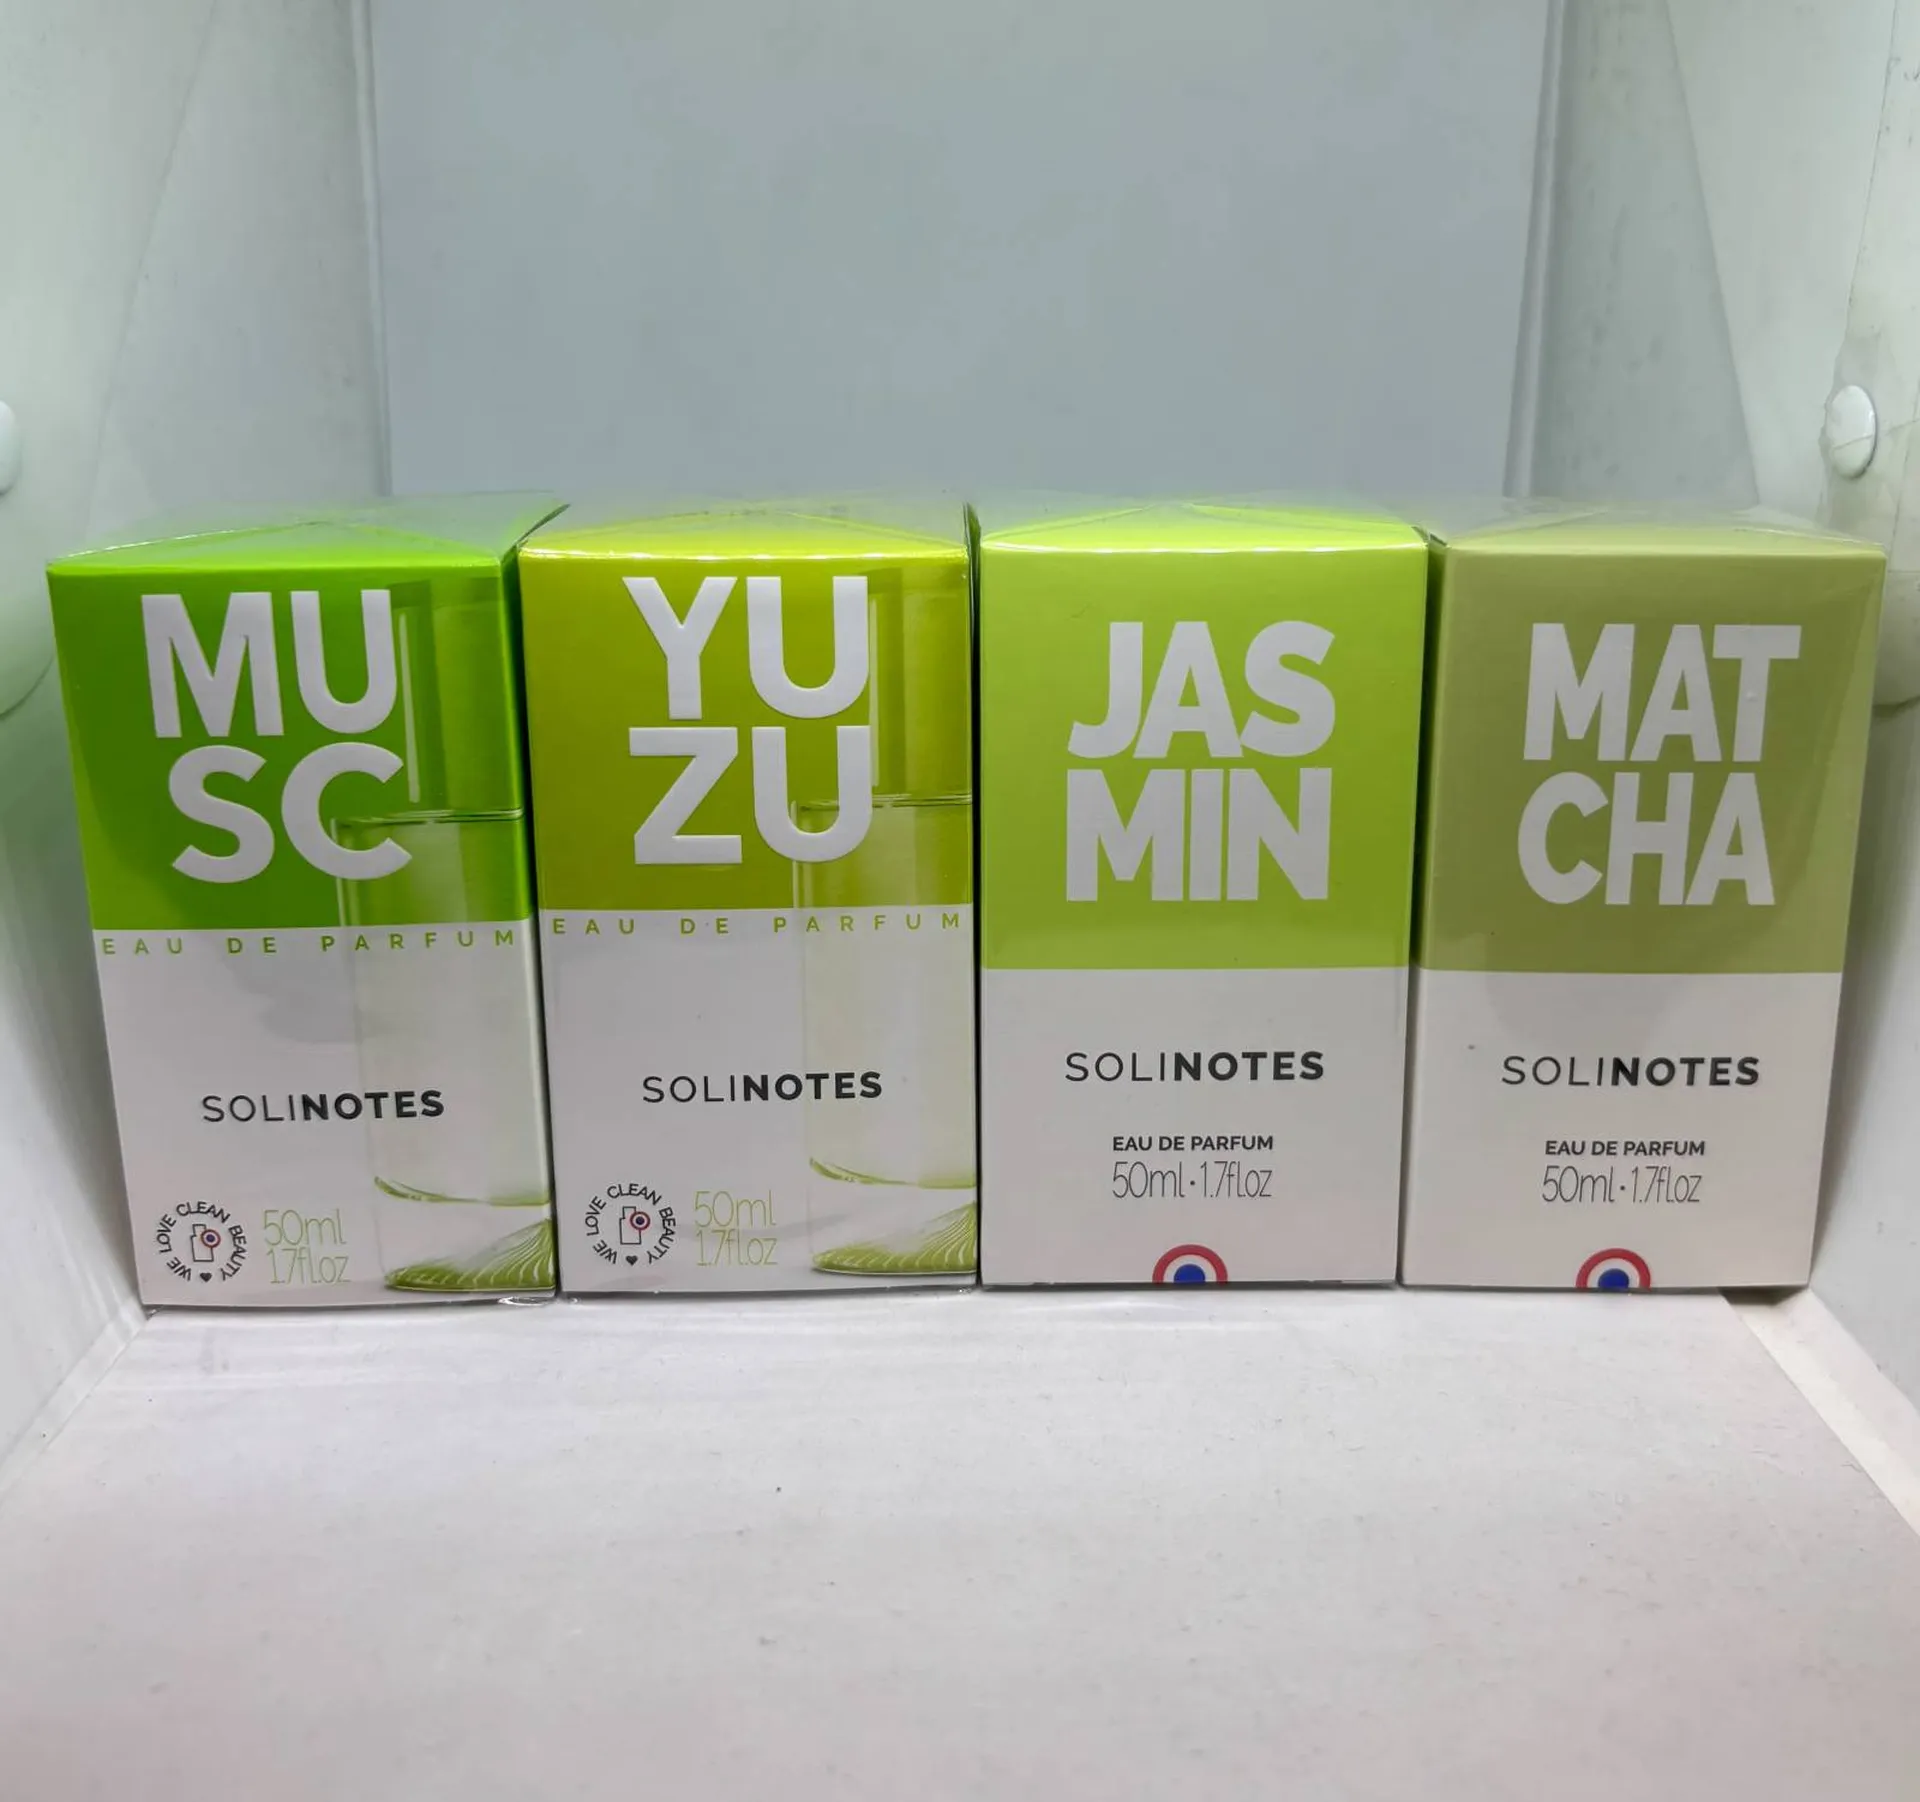 MU
SC
EAU DE PARFUM
SOLINOTES
WE LOVE CLEAN BEAUTY
50ml
1.7fl.oz
YU
ZU
EAU DE PARFUM
SOLINOTES
WE LOVE CLEAN BEAUTY
50ml
1.7fl.oz
JAS
MIN
SOLINOTES
EAU DE PARFUM
50ml·1.7fl.oz
MAT
CHA
SOLINOTES
EAU DE PARFUM
50ml·1.7fl.oz